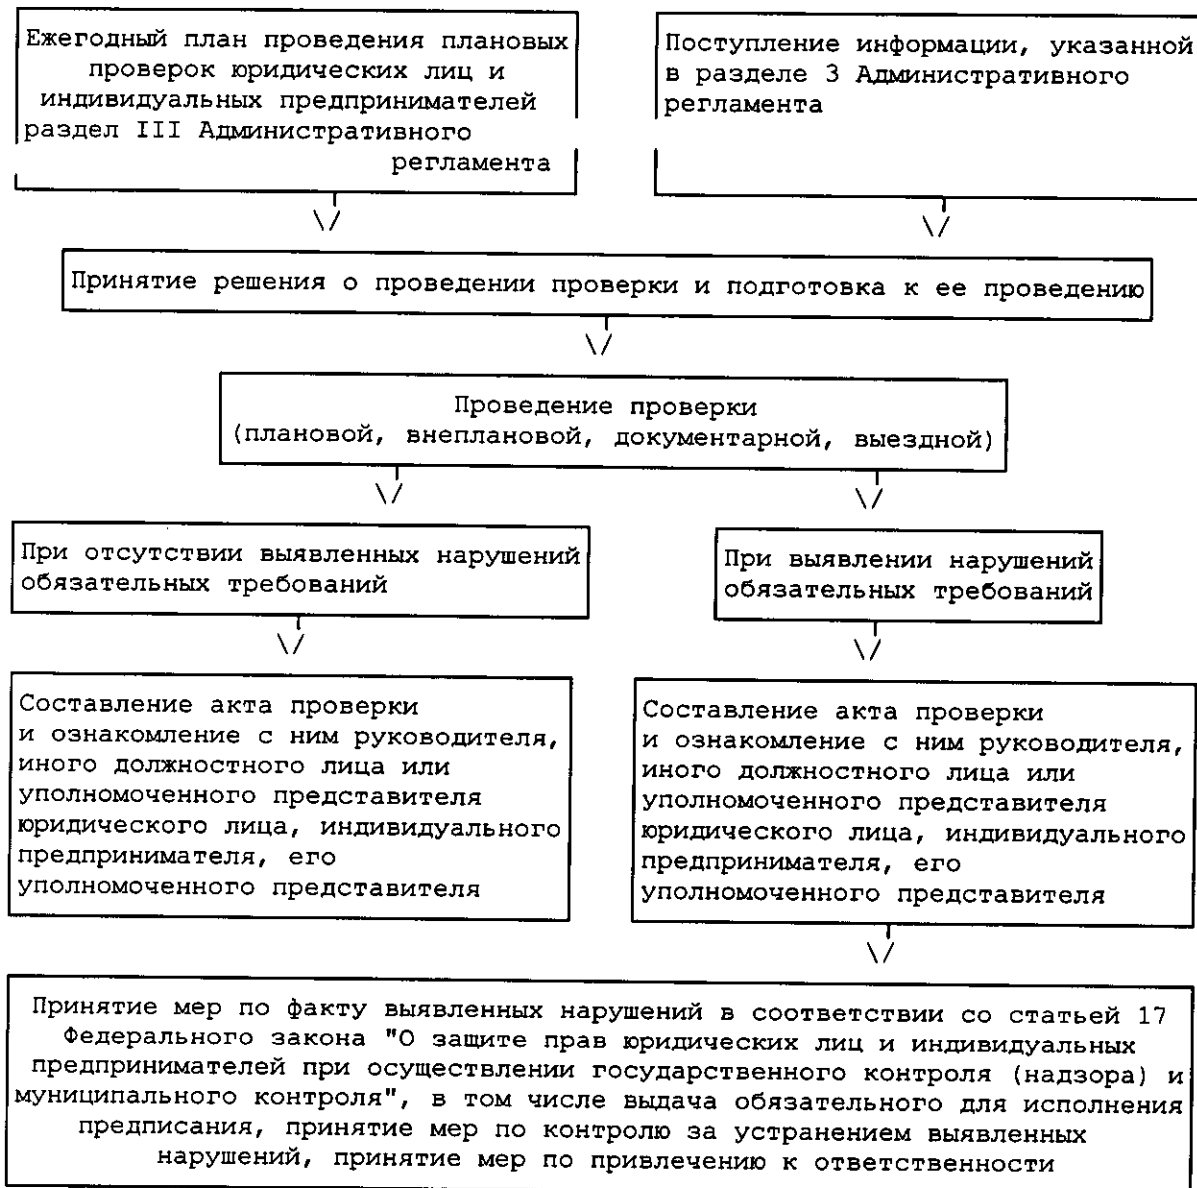 Ежегодный план проведения плановых
проверок юридических лиц и
индивидуальных предпринимателей
раздел III Административного
регламента
Поступление информации, указанной
в разделе 3 Административного
регламента
Принятие решения о проведении проверки и подготовка к ее проведению
Проведение проверки
(плановой, внеплановой, документарной, выездной)
При отсутствии выявленных нарушений
обязательных требований
При выявлении нарушений
обязательных требований
Составление акта проверки
и ознакомление с ним руководителя,
иного должностного лица или
уполномоченного представителя
юридического лица, индивидуального
предпринимателя, его
уполномоченного представителя
Составление акта проверки
и ознакомление с ним руководителя,
иного должностного лица или
уполномоченного представителя
юридического лица, индивидуального
предпринимателя, его
уполномоченного представителя
Принятие мер по факту выявленных нарушений в соответствии со статьей 17
Федерального закона "О защите прав юридических лиц и индивидуальных
предпринимателей при осуществлении государственного контроля (надзора) и
муниципального контроля", в том числе выдача обязательного для исполнения
предписания, принятие мер по контролю за устранением выявленных
нарушений, принятие мер по привлечению к ответственности